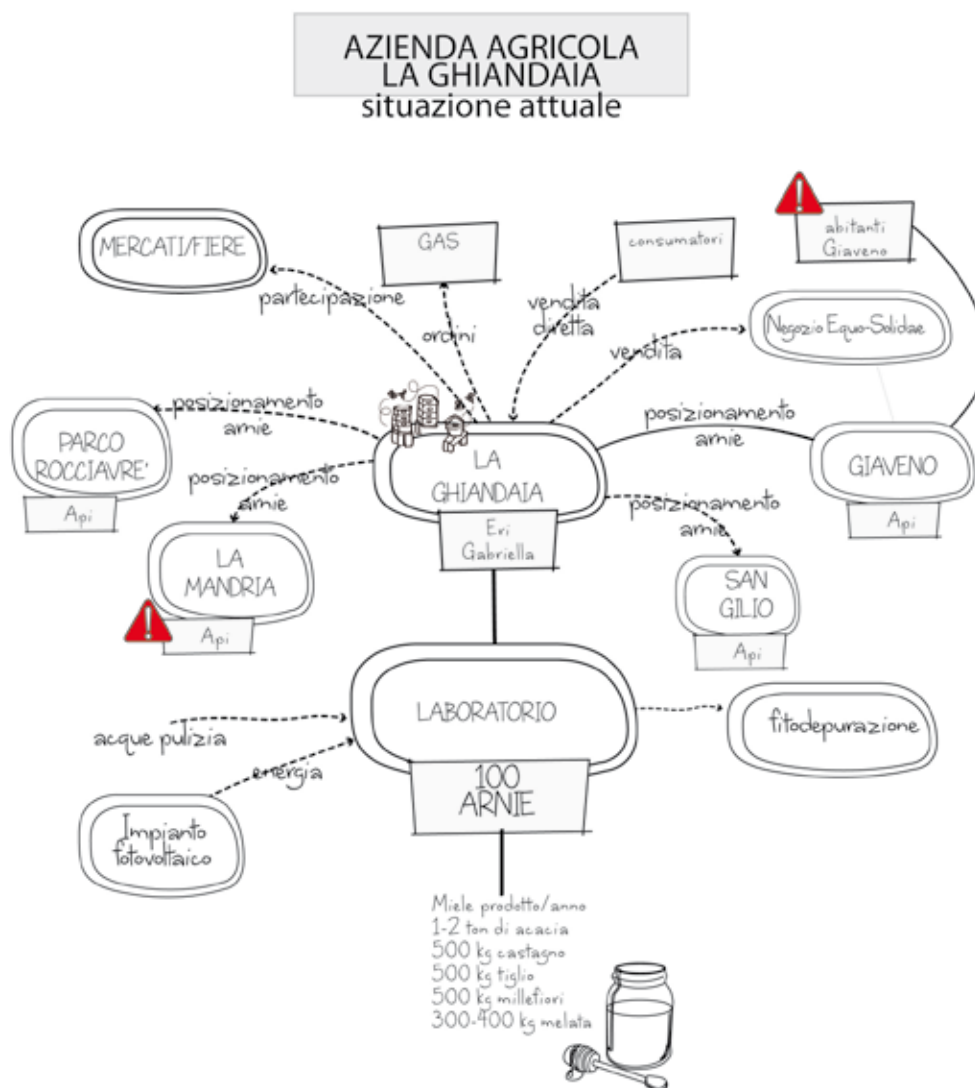 AZIENDA AGRICOLA
LA GHIANDAIA
situazione attuale
abitanti
Giaveno
MERCATI/FIERE
GAS
consumatori
partecipazione
ordini
vendita
diretta
vendita
Negozio Equo-Solidae
posizionamento
arnie
PARCO
ROCCIAVRE'
Api
posizionamento
arnie
LA
GHIANDAIA
Eri
Gabriella
posizionamento
arnie
GIAVENO
Api
LA
MANDRIA
Api
posizionamento
arnie
SAN
GILIO
Api
LABORATORIO
100
ARNIE
acque pulizia
energia
fitodepurazione
Impianto
fotovoltaico
Miele prodotto/anno
1-2 ton di acacia
500 kg castagno
500 kg tiglio
500 kg millefiori
300-400 kg melata